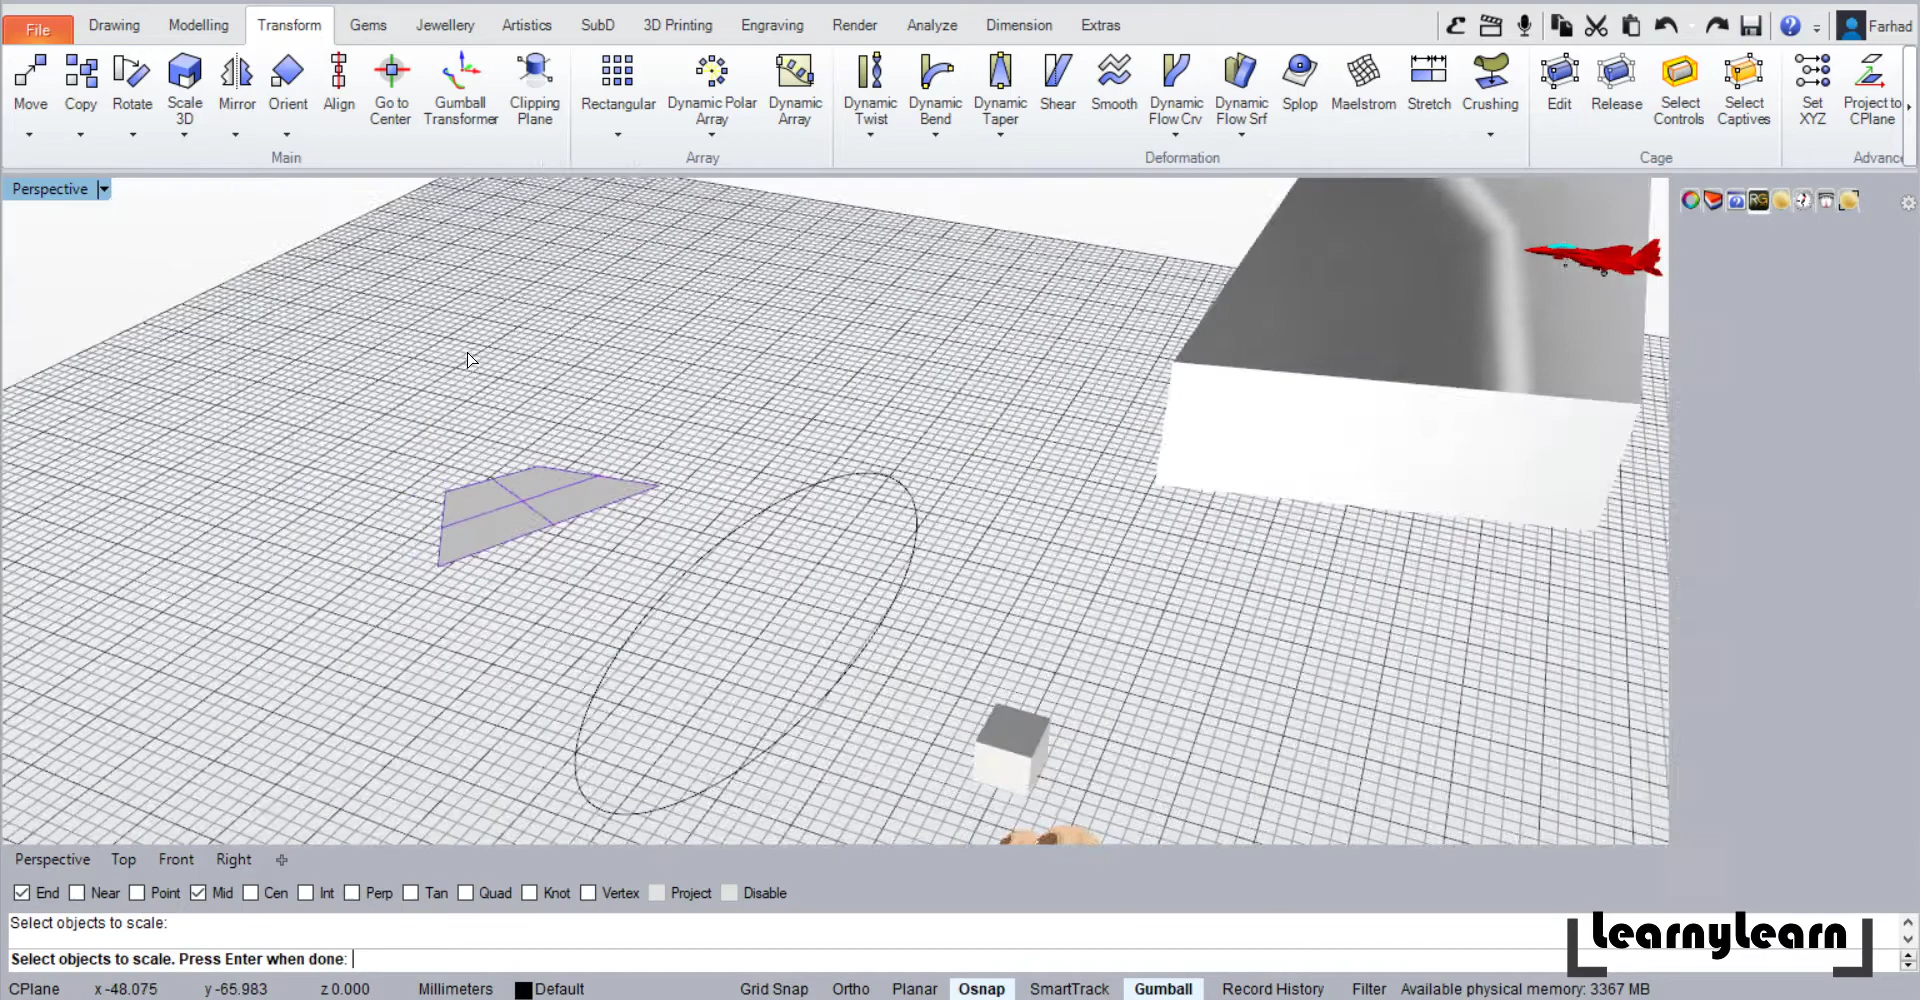 File Drawing Modelling Transform Gems Jewellery Artistics SubD 3D Printing Engraving Render Analyze Dimension Extras Farhad
Move Copy Rotate Scale 3D Mirror Orient Align Go to Center Gumball Transformer Clipping Plane Rectangular Dynamic Polar Array Dynamic Array Dynamic Twist Dynamic Bend Dynamic Taper Shear Smooth Dynamic Flow Crv Dynamic Flow Srf Splop Maelstrom Stretch Crushing Edit Release Select Controls Select Captives Set XYZ Project to CPlane
Main Array Deformation Cage Advanc
Perspective
RG
Perspective Top Front Right
End Near Point Mid Cen Int Perp Tan Quad Knot Vertex Project Disable
Select objects to scale:
Select objects to scale. Press Enter when done:
LearnyLearn
CPlane x -48.075 y -65.983 z 0.000 Millimeters Default Grid Snap Ortho Planar Osnap SmartTrack Gumball Record History Filter Available physical memory: 3367 MB